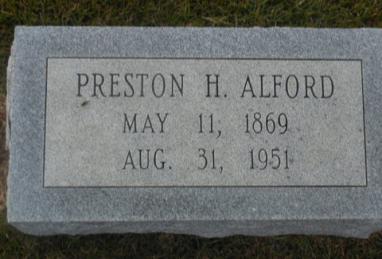 PRESTON H. ALFORD
MAY 11, 1869
AUG. 31, 1951